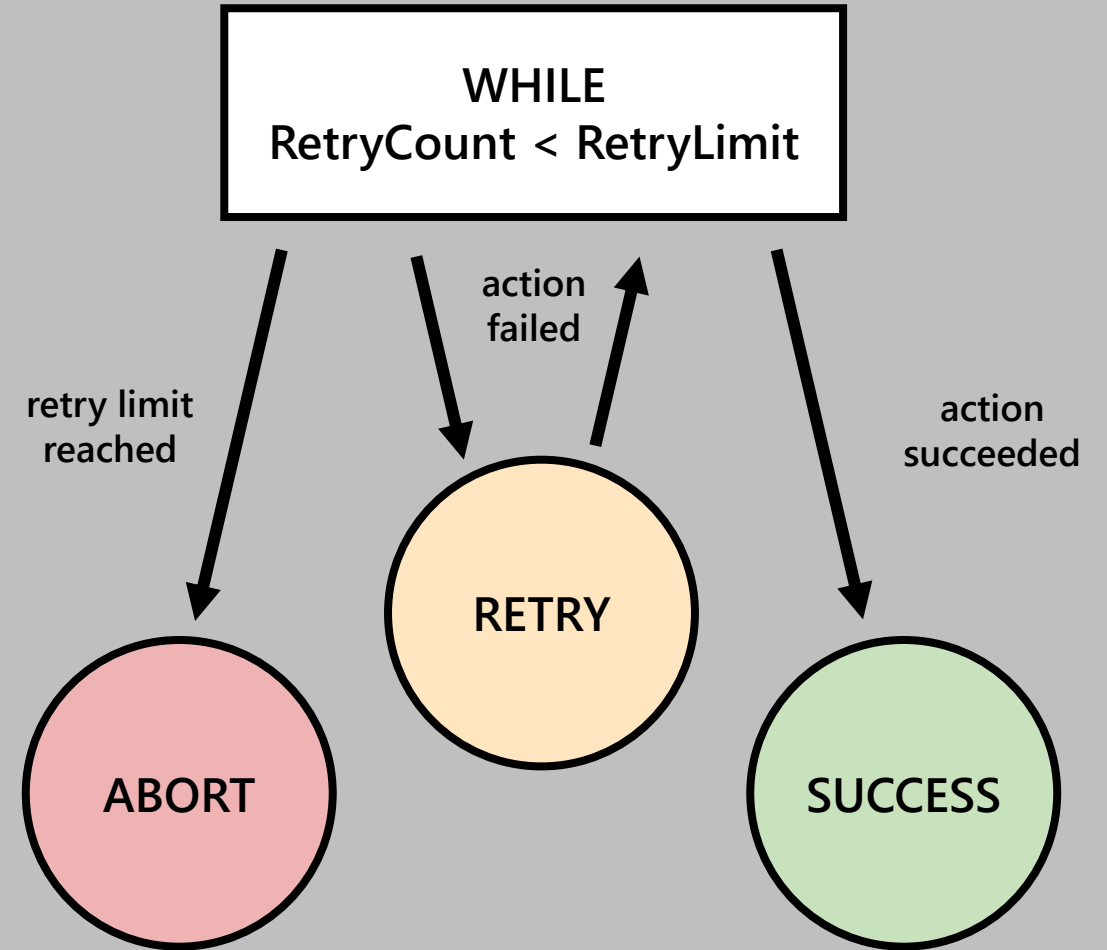 WHILE
RetryCount < RetryLimit
action
failed
retry limit
reached
action
succeeded
RETRY
ABORT
SUCCESS